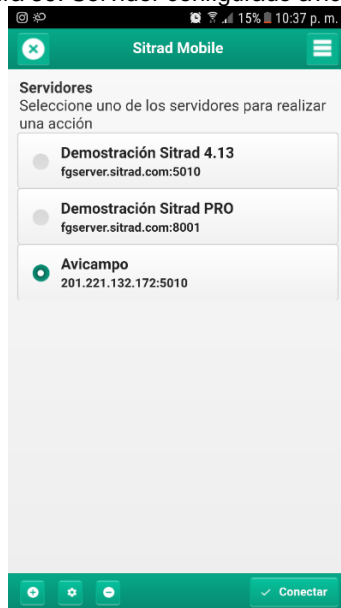 15% 10:37 p. m.
Sitrad Mobile
Servidores
Seleccione uno de los servidores para realizar
una acción
Demostración Sitrad 4.13
fgserver.sitrad.com:5010
Demostración Sitrad PRO
fgserver.sitrad.com:8001
Avicampo
201.221.132.172:5010
Conectar